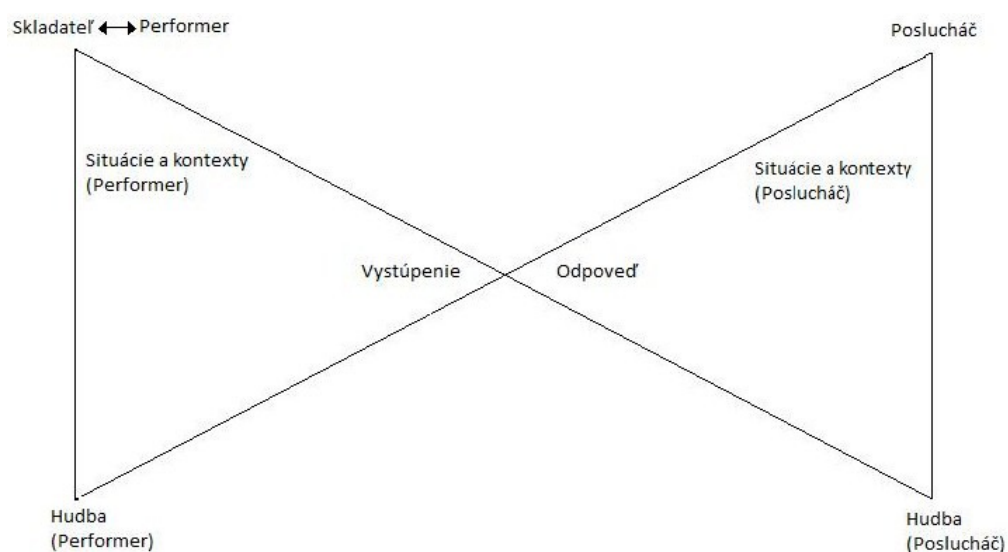 Skladateľ Performer
Poslucháč
Situácie a kontexty
(Performer)
Situácie a kontexty
(Poslucháč)
Vystúpenie
Odpoveď
Hudba
(Performer)
Hudba
(Poslucháč)